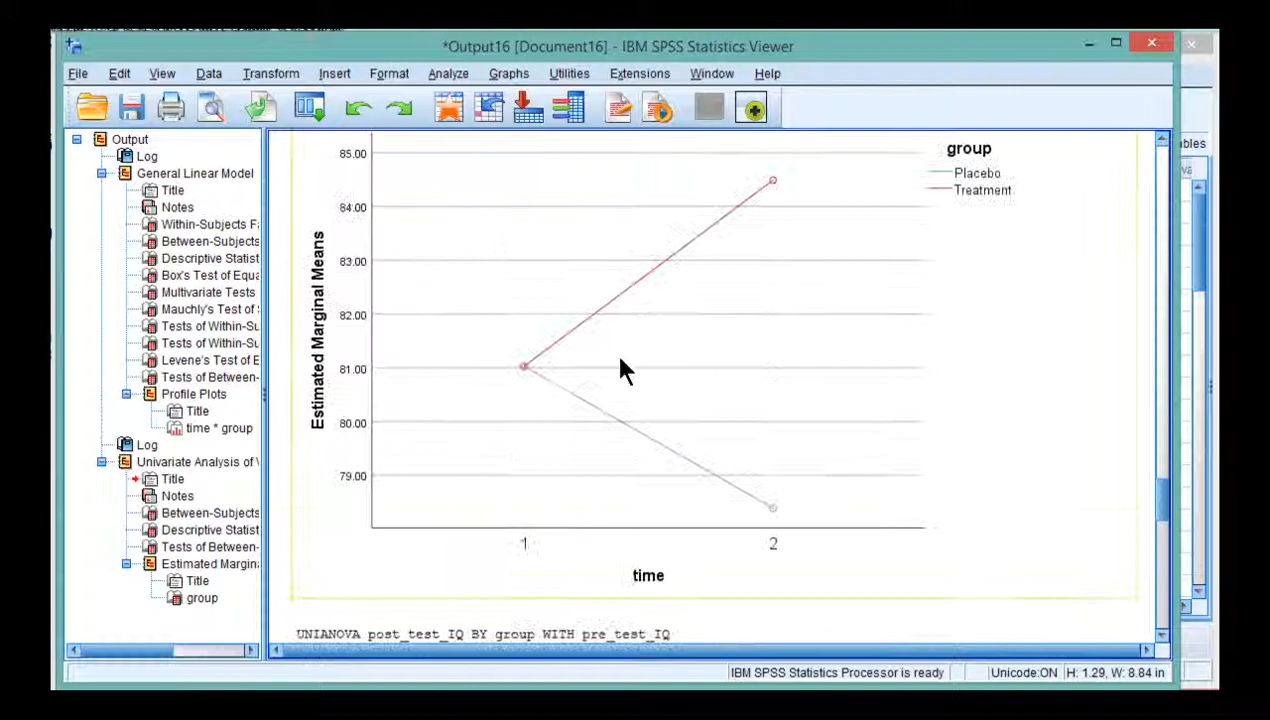 *Output16 [Document16] - IBM SPSS Statistics Viewer
File Edit View Data Transform Insert Format Analyze Graphs Utilities Extensions Window Help
Output
Log
General Linear Model
Title
Notes
Within-Subjects Fa
Between-Subjects
Descriptive Statist
Box's Test of Equa
Multivariate Tests
Mauchly's Test of S
Tests of Within-Su
Tests of Within-Su
Levene's Test of E
Tests of Between-
Profile Plots
Title
time * group
Log
Univariate Analysis of V
Title
Notes
Between-Subjects
Descriptive Statist
Tests of Between-
Estimated Margin
Title
group
Estimated Marginal Means
85.00
84.00
83.00
82.00
81.00
80.00
79.00
1 2
time
group
Placebo
Treatment
UNIANOVA post_test_IQ BY group WITH pre_test_IQ
ables
IBM SPSS Statistics Processor is ready Unicode:ON H: 1.29, W: 8.84 in